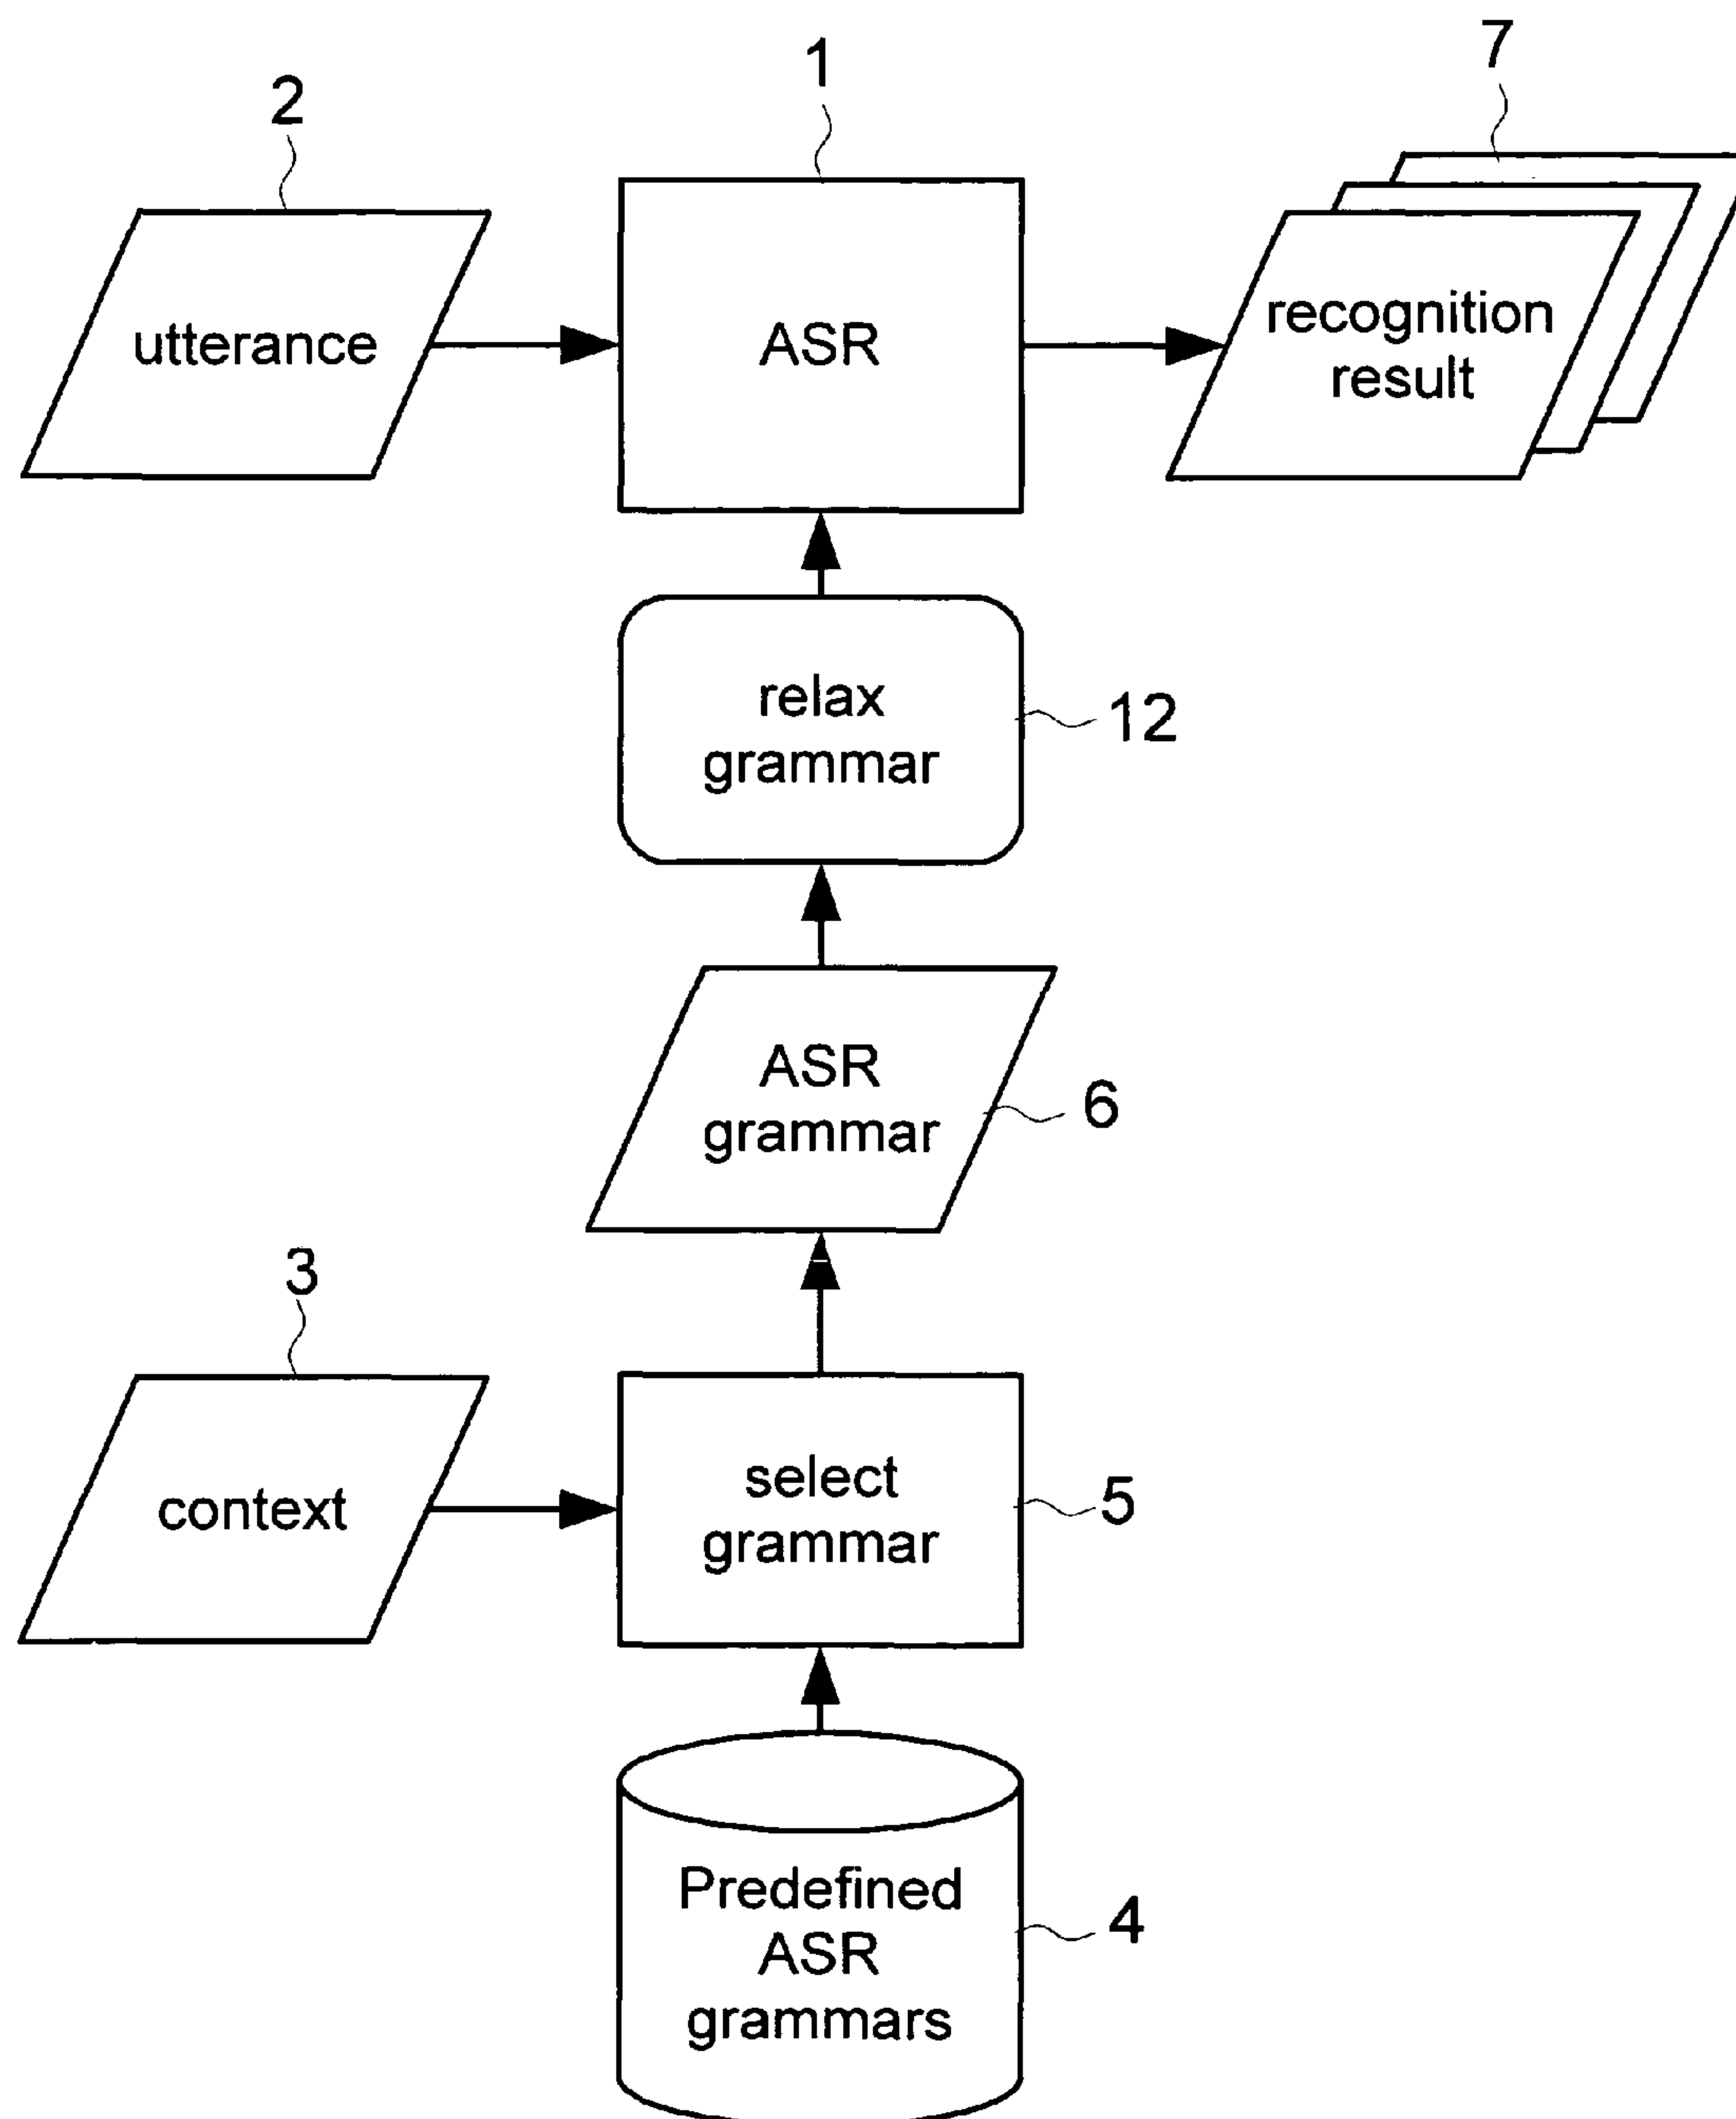 1
7
2
utterance
ASR
recognition
result
relax
grammar
12
ASR
grammar
6
3
context
select
grammar
5
Predefined
ASR
grammars
4